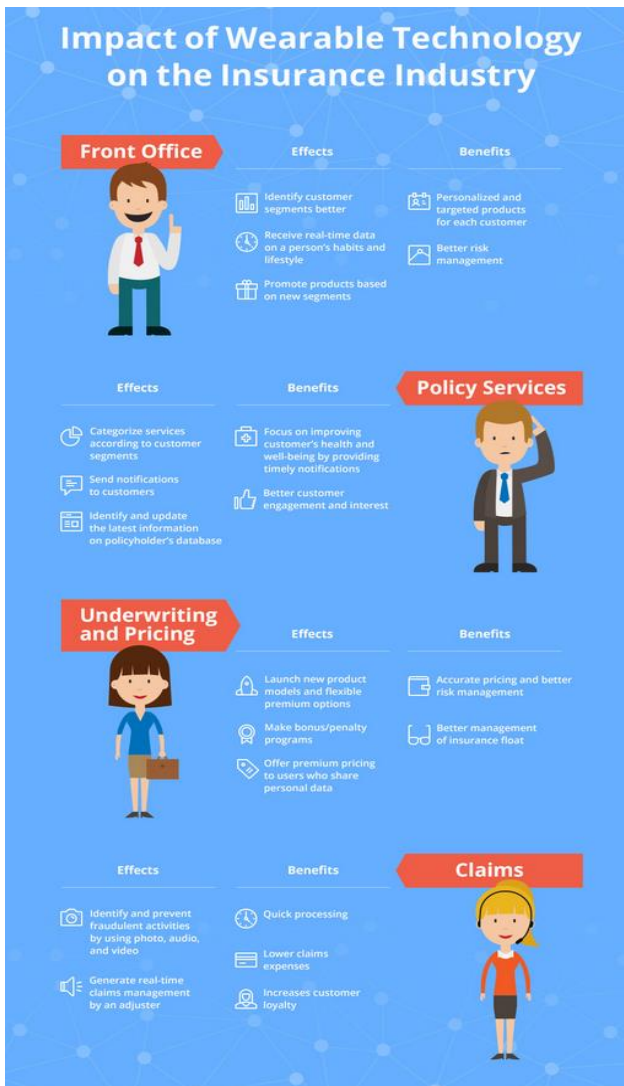 Impact of Wearable Technology
on the Insurance Industry
Front Office
Effects
Benefits
Identify customer
segments better
Receive real-time data
on a person's habits and
lifestyle
Promote products based
on new segments
Personalized and
targeted products
for each customer
Better risk
management
Policy Services
Effects
Benefits
Categorize services
according to customer
segments
Send notifications
to customers
Identify and update
the latest information
on policyholder's database
Focus on improving
customer's health and
well-being by providing
timely notifications
Better customer
engagement and interest
Underwriting
and Pricing
Effects
Benefits
Launch new product
models and flexible
premium options
Make bonus/penalty
programs
Offer premium pricing
to users who share
personal data
Accurate pricing and better
risk management
Better management
of insurance float
Claims
Effects
Benefits
Identify and prevent
fraudulent activities
by using photo, audio,
and video
Generate real-time
claims management
by an adjuster
Quick processing
Lower claims
expenses
Increases customer
loyalty